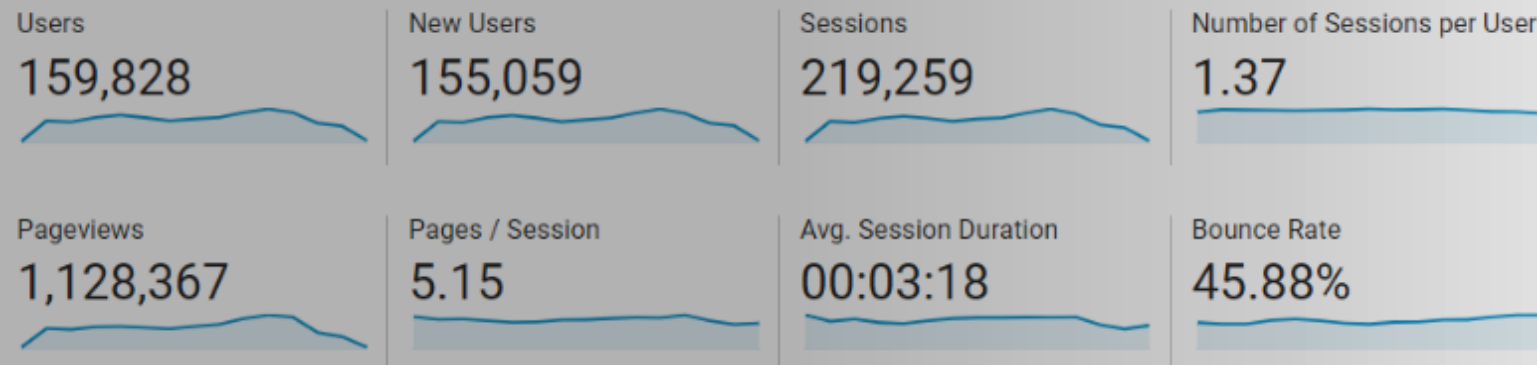 Users
159,828
New Users
155,059
Sessions
219,259
Number of Sessions per User
1.37
Pageviews
1,128,367
Pages / Session
5.15
Avg. Session Duration
00:03:18
Bounce Rate
45.88%